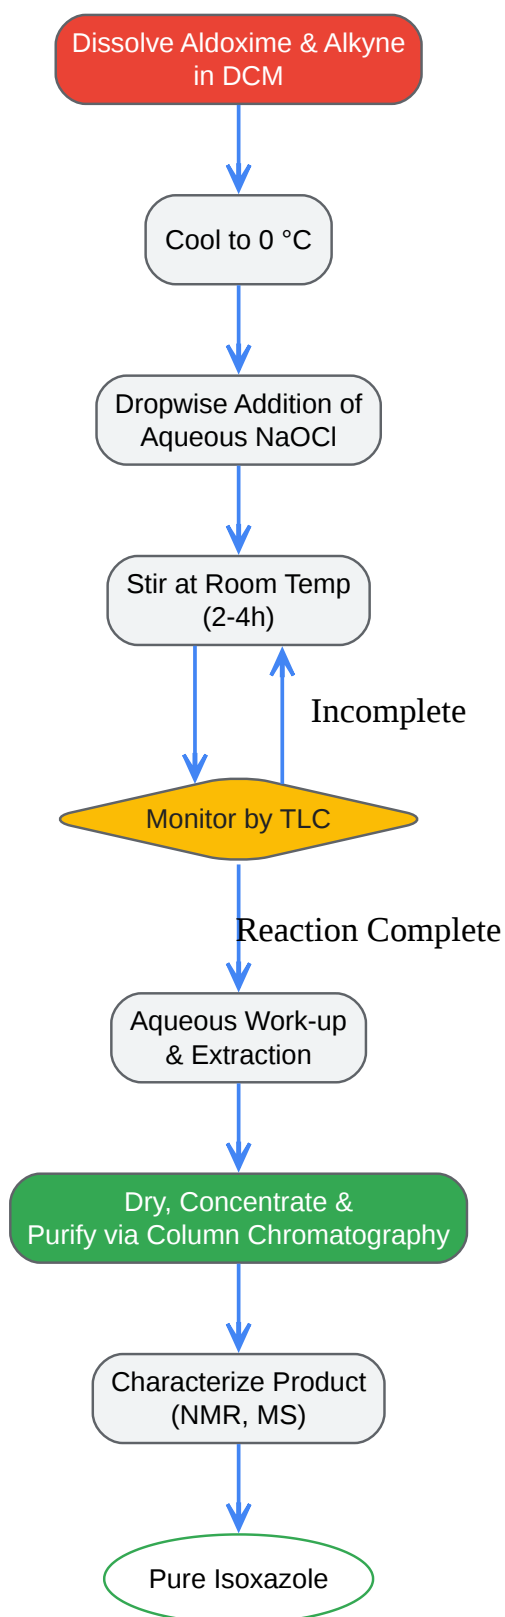 Dissolve Aldoxime & Alkyne
in DCM
Cool to 0 °C
Dropwise Addition of
Aqueous NaOCl
Stir at Room Temp
(2-4h)
Incomplete
Monitor by TLC
Reaction Complete
Aqueous Work-up
& Extraction
Dry, Concentrate &
Purify via Column Chromatography
Characterize Product
(NMR, MS)
Pure Isoxazole